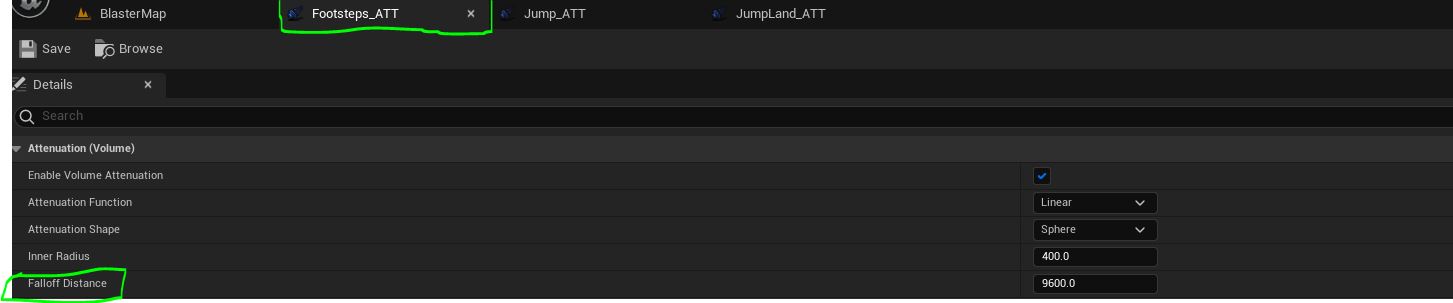 BlasterMap Footsteps_ATT Jump_ATT JumpLand_ATT
Save Browse
Details
Search
Attenuation (Volume)
Enable Volume Attenuation
Attenuation Function Linear
Attenuation Shape Sphere
Inner Radius 400.0
Falloff Distance 9600.0